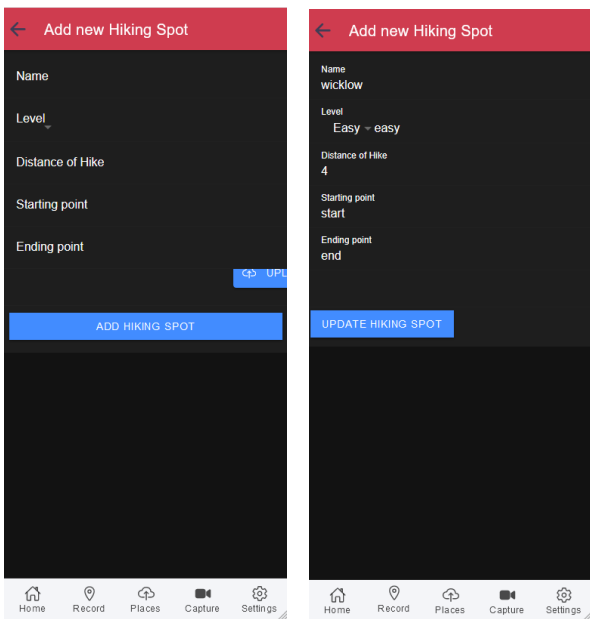 Add new Hiking Spot
Name
Level
Distance of Hike
Starting point
Ending point
UPL
ADD HIKING SPOT
Home Record Places Capture Settings
Add new Hiking Spot
Name
wicklow
Level
Easy easy
Distance of Hike
4
Starting point
start
Ending point
end
UPDATE HIKING SPOT
Home Record Places Capture Settings